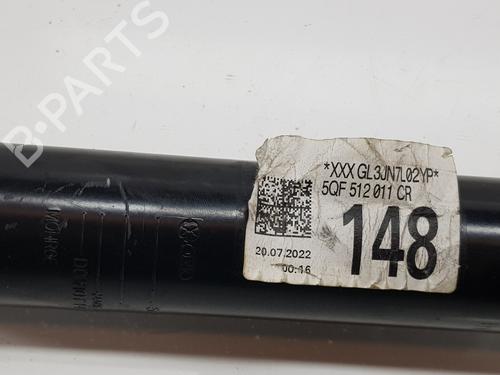 B-PARTS
*XXX GL3JN7L02YP*
5QF 512 011 CR
148
20.07.2022
00:16